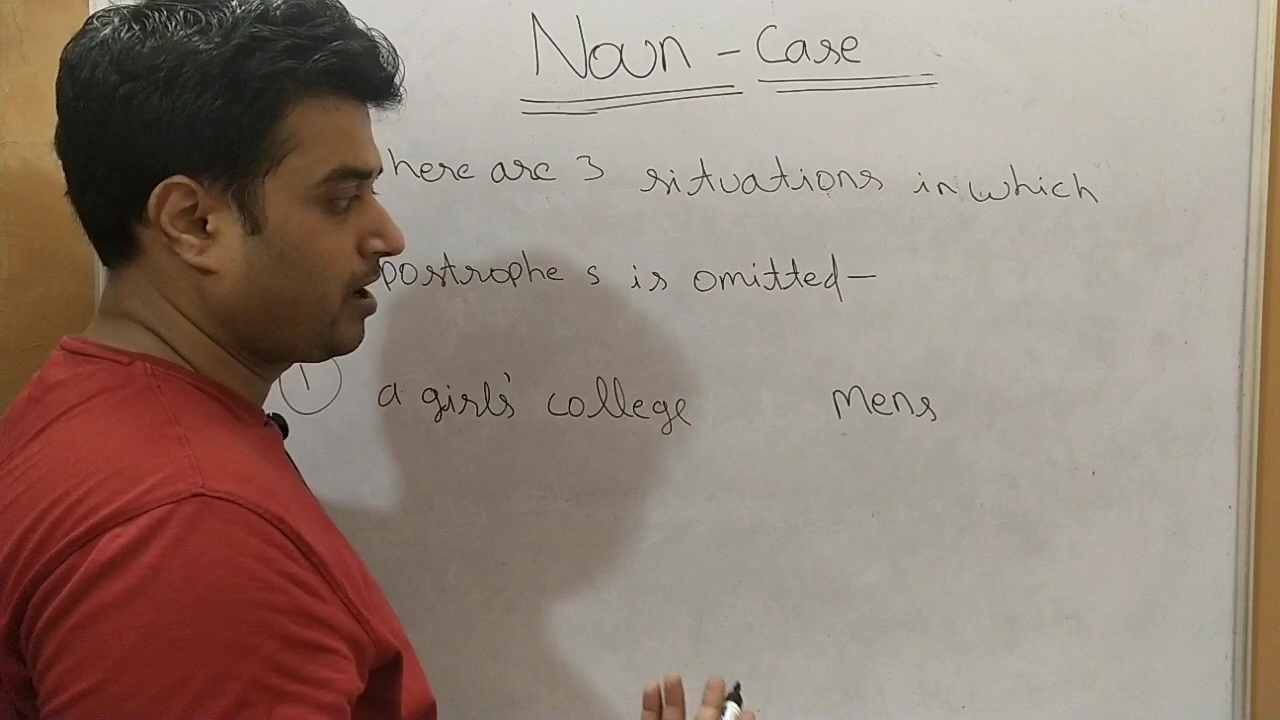 Noun - Case
here are 3 situations in which
postrophe s is omitted-
1 a girls' college Mens